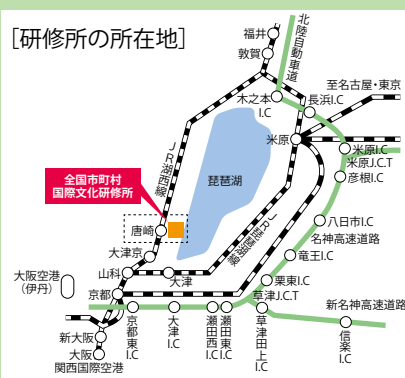 [研修所の所在地]
福井
敦賀
北陸自動車道
至名古屋・東京
木之本
I.C
長浜I.C
JR湖西線
米原
米原I.C
米原J.C.T
彦根I.C
全国市町村
国際文化研修所
琵琶湖
唐崎
JR琵琶湖線
八日市I.C
名神高速道路
大津京
竜王I.C
山科
大津
大阪空港
(伊丹)
栗東I.C
京都
草津J.C.T
新名神高速道路
新大阪
京都東I.C
大津I.C
瀬田西I.C
瀬田東I.C
草津田上I.C
信楽I.C
大阪
関西国際空港